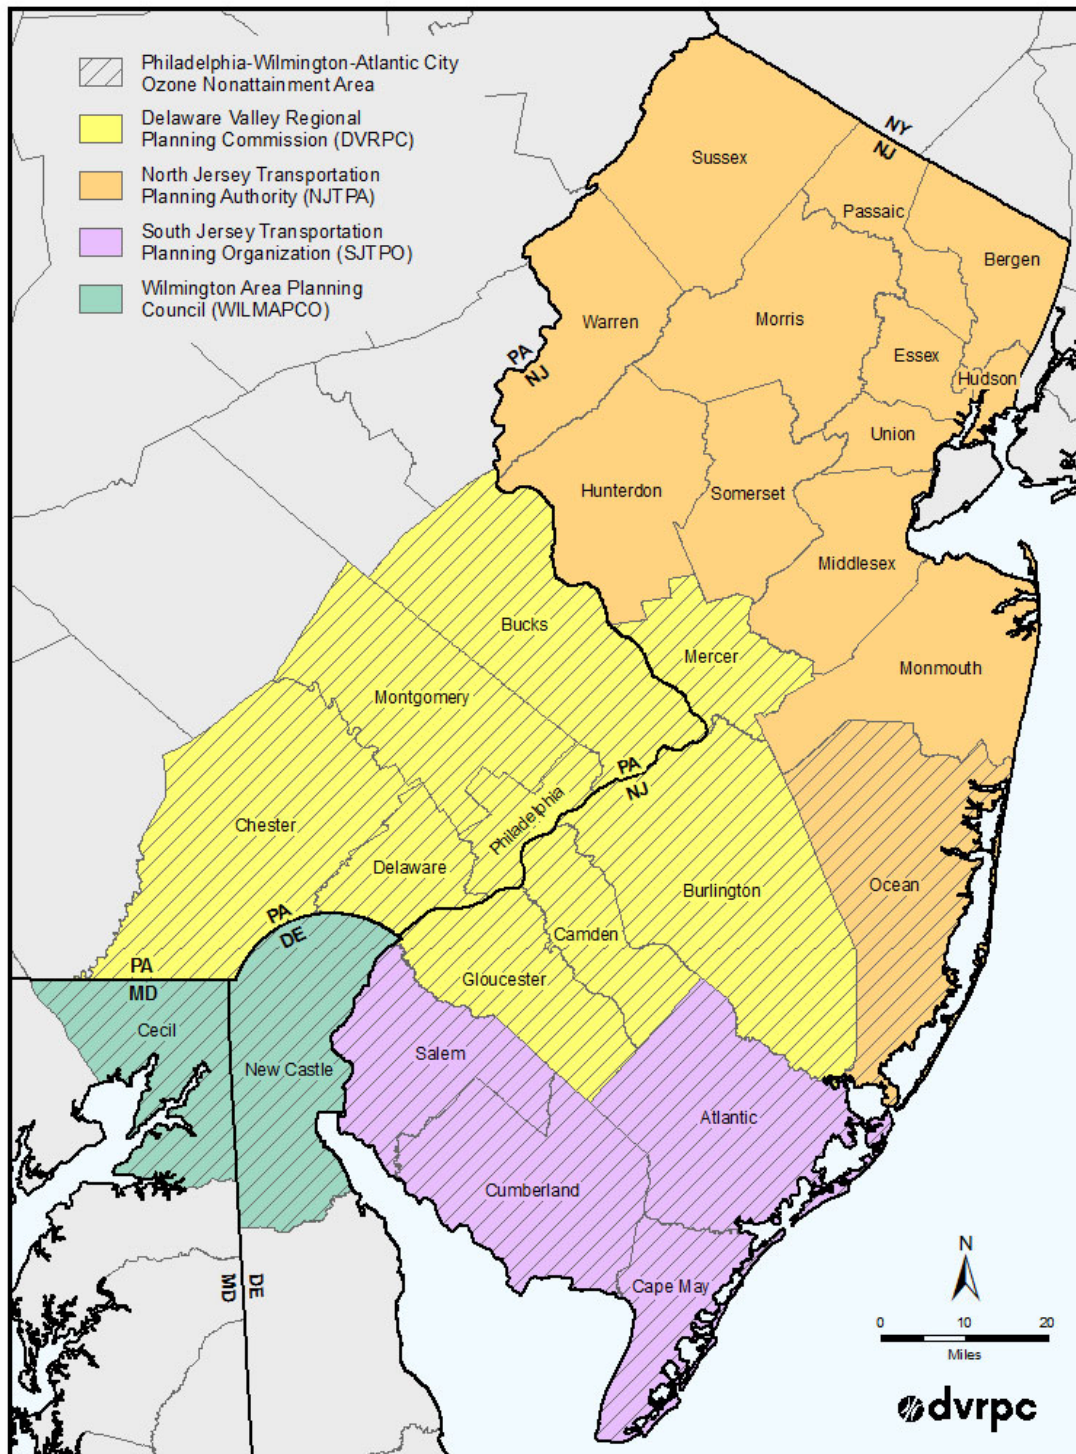 Philadelphia-Wilmington-Atlantic City
Ozone Nonattainment Area
Delaware Valley Regional
Planning Commission (DVRPC)
North Jersey Transportation
Planning Authority (NJTPA)
South Jersey Transportation
Planning Organization (SJTPO)
Wilmington Area Planning
Council (WILMAPCO)
NY
NJ
Sussex
Passaic
Bergen
Warren
Morris
Essex
Hudson
PA
NJ
Union
Hunterdon
Somerset
Middlesex
Bucks
Mercer
Monmouth
Montgomery
PA
NJ
Philadelphia
Chester
Delaware
Burlington
Ocean
PA
DE
Camden
Gloucester
PA
MD
Cecil
New Castle
Salem
Atlantic
Cumberland
Cape May
MD
DE
N
0 10 20
Miles
dvrpc